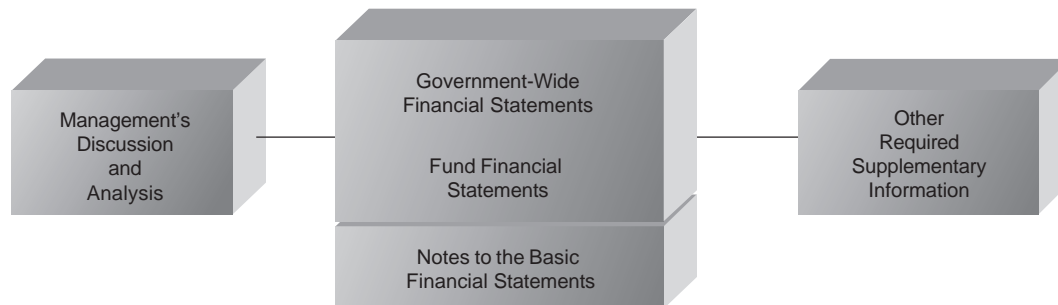 Management's
Discussion
and
Analysis
Government-Wide
Financial Statements
Fund Financial
Statements
Notes to the Basic
Financial Statements
Other
Required
Supplementary
Information